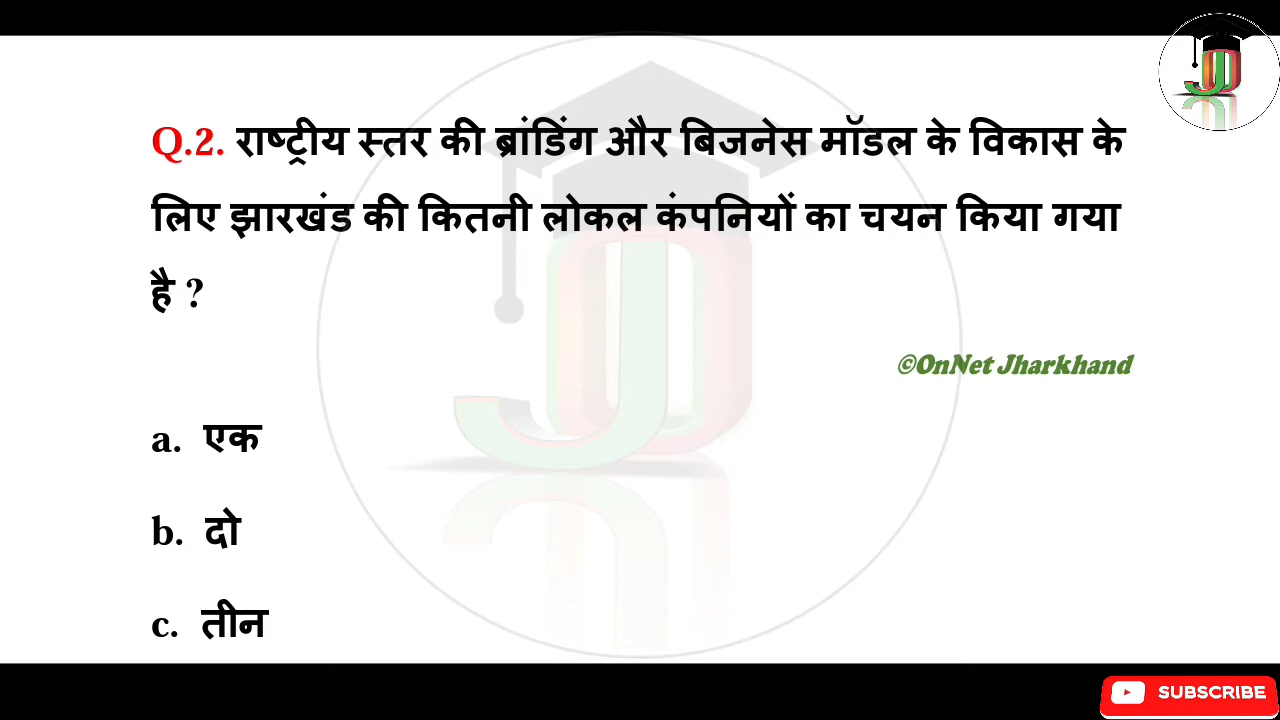 Q.2. राष्ट्रीय स्तर की ब्रांडिंग और बिजनेस मॉडल के विकास के
लिए झारखंड की कितनी लोकल कंपनियों का चयन किया गया
है ?
©OnNet Jharkhand
a. एक
b. दो
c. तीन
SUBSCRIBE